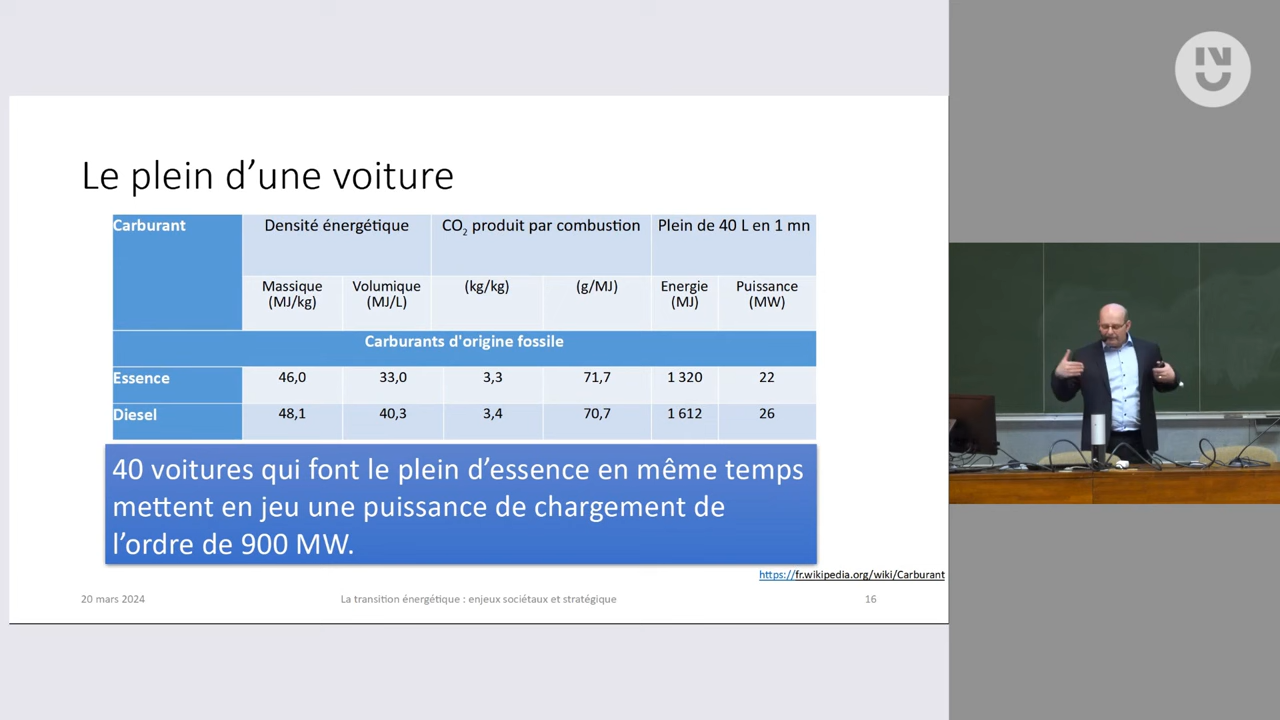 INU
Le plein d’une voiture
Carburant Densité énergétique CO2 produit par combustion Plein de 40 L en 1 mn
Massique (MJ/kg) Volumique (MJ/L) (kg/kg) (g/MJ) Energie (MJ) Puissance (MW)
Carburants d'origine fossile
Essence 46,0 33,0 3,3 71,7 1 320 22
Diesel 48,1 40,3 3,4 70,7 1 612 26
40 voitures qui font le plein d’essence en même temps
mettent en jeu une puissance de chargement de
l’ordre de 900 MW.
https://fr.wikipedia.org/wiki/Carburant
20 mars 2024 La transition énergétique : enjeux sociétaux et stratégique 16